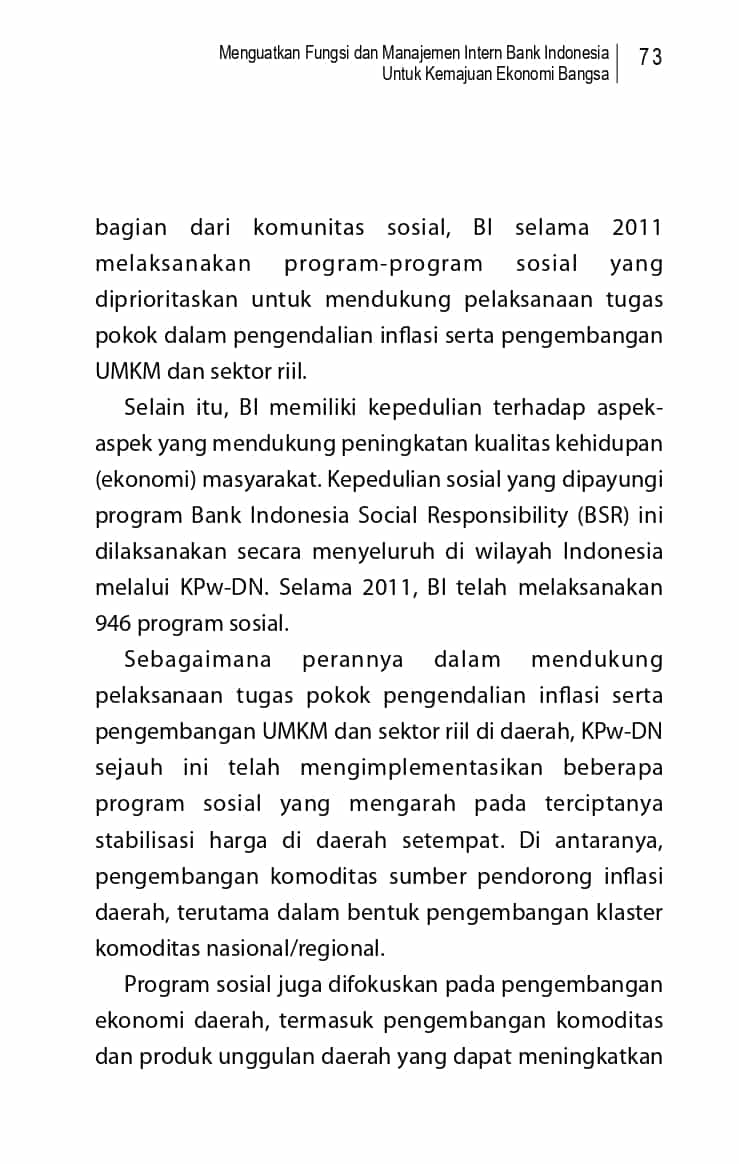 Menguatkan Fungsi dan Manajemen Intern Bank Indonesia
Untuk Kemajuan Ekonomi Bangsa
73
bagian dari komunitas sosial, BI selama 2011
melaksanakan program-program sosial yang
diprioritaskan untuk mendukung pelaksanaan tugas
pokok dalam pengendalian inflasi serta pengembangan
UMKM dan sektor riil.
Selain itu, BI memiliki kepedulian terhadap aspek-
aspek yang mendukung peningkatan kualitas kehidupan
(ekonomi) masyarakat. Kepedulian sosial yang dipayungi
program Bank Indonesia Social Responsibility (BSR) ini
dilaksanakan secara menyeluruh di wilayah Indonesia
melalui KPw-DN. Selama 2011, BI telah melaksanakan
946 program sosial.
Sebagaimana perannya dalam mendukung
pelaksanaan tugas pokok pengendalian inflasi serta
pengembangan UMKM dan sektor riil di daerah, KPw-DN
sejauh ini telah mengimplementasikan beberapa
program sosial yang mengarah pada terciptanya
stabilisasi harga di daerah setempat. Di antaranya,
pengembangan komoditas sumber pendorong inflasi
daerah, terutama dalam bentuk pengembangan klaster
komoditas nasional/regional.
Program sosial juga difokuskan pada pengembangan
ekonomi daerah, termasuk pengembangan komoditas
dan produk unggulan daerah yang dapat meningkatkan